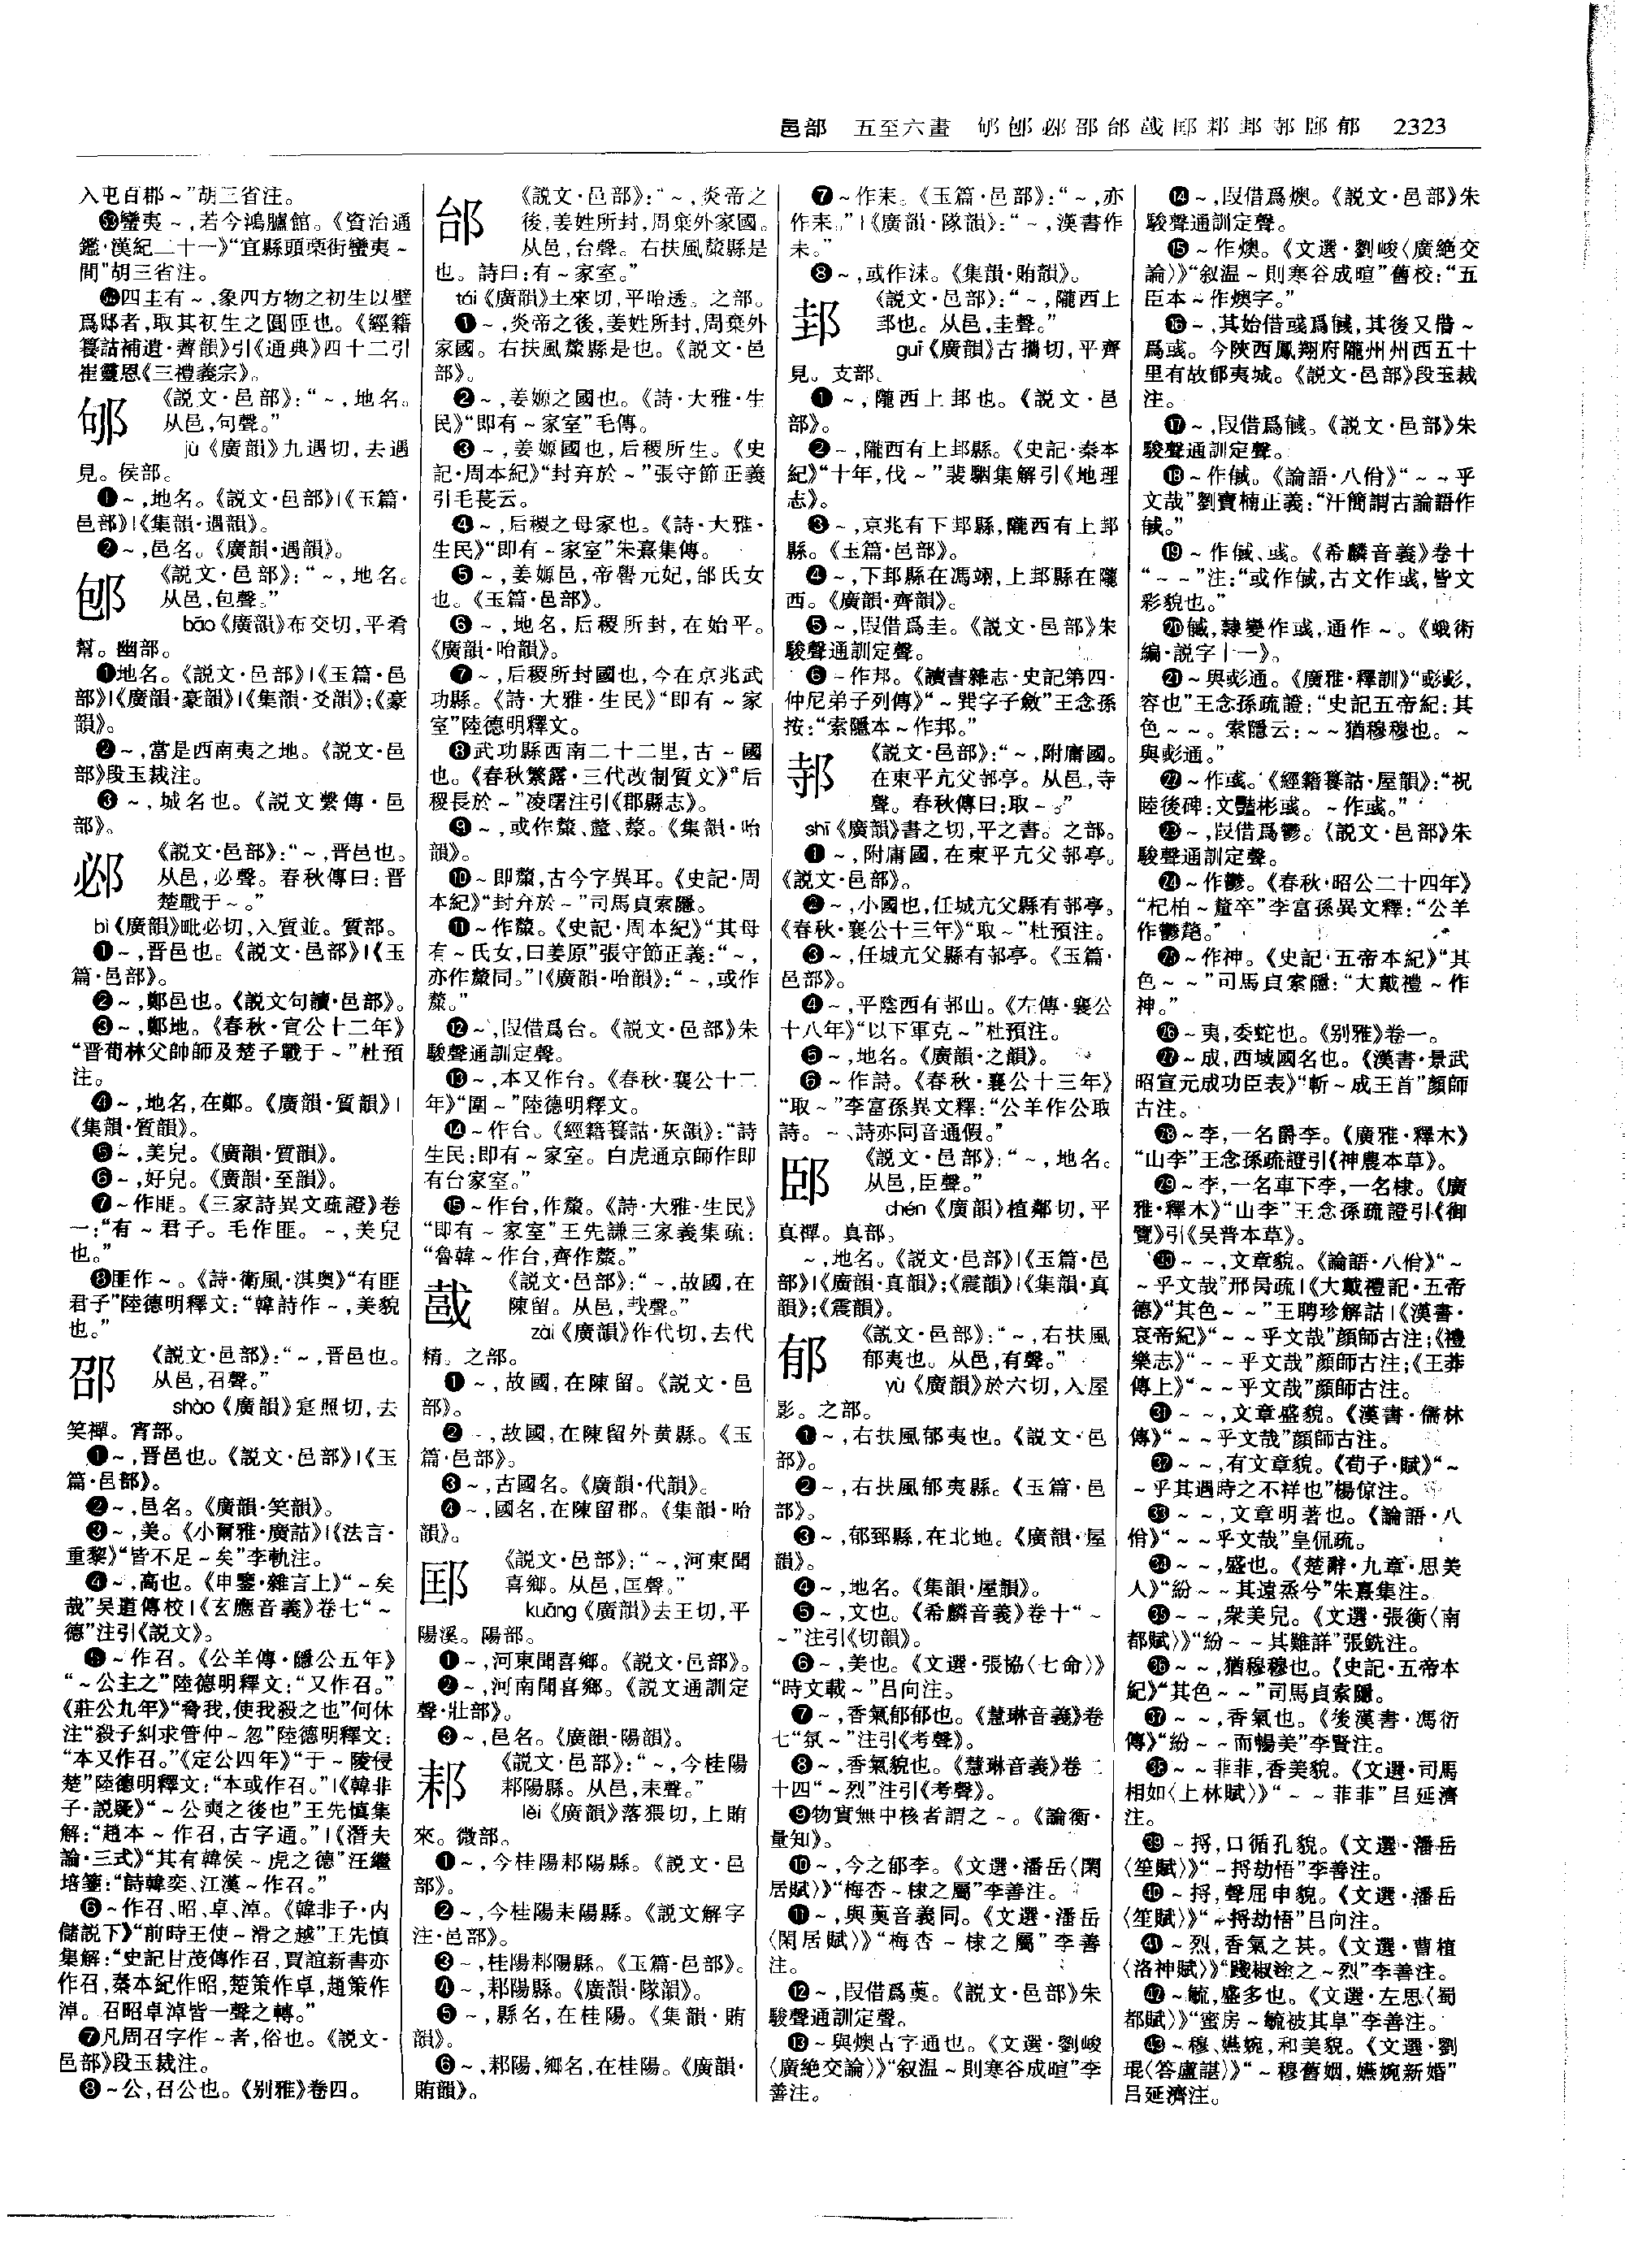 邑部　五至六畫　邭郇邲邵邰戴邼耶邽邿郎郁　2323
入屯百郡～”胡三省注。
㊾蠻夷～,若今鴻臚館。《資治通
鑑·漢紀二十一》“宜縣頭槀街蠻夷～
間”胡三省注。
四圭有～,象四方物之初生以璧
爲邸者,取其初生之圓匝也。《經籍
籑詁補遺·薺韻》引《通典》四十二引
崔靈恩《三禮義宗》。
邭
《説文·邑部》:“～,地名。
从邑,句聲。”
jù《廣韻》九遇切,去遇
見。侯部。
❶～,地名。《説文·邑部》|《玉篇·
邑部》|《集韻·遇韻》。
❷～,邑名。《廣韻·遇韻》。
《説文·邑部》:“～,地名。
从邑,包聲。”
bāo《廣韻》布交切,平肴
幫。幽部。
❶地名。《説文·邑部》|《玉篇·邑
部》|《廣韻·豪韻》|《集韻·爻韻》;《豪
韻》。
❷～,當是西南夷之地。《説文·邑
部》段玉裁注。
❸～,城名也。《説文繫傳·邑
部》。
邲
《説文·邑部》:“～,晋邑也。
从邑,必聲。春秋傳曰:晋
楚戰于～。”
bì《廣韻》毗必切,入質並。質部。
❶～,晋邑也。《説文·邑部》|《玉
篇·邑部》。
❷～,鄭邑也。《説文句讀·邑部》。
❸～,鄭地。《春秋·宣公十二年》
“晋荀林父帥師及楚子戰于～”杜預
注。
❹～,地名,在鄭。《廣韻·質韻》|
《集韻·質韻》。
❺～,美皃。《廣韻·質韻》。
❻～,好皃。《廣韻·至韻》。
❼～作匪。《三家詩異文疏證》卷
一:“有～君子。毛作匪。～,美皃
也。”
❽匪作～。《詩·衛風·淇奧》“有匪
君子”陸德明釋文:“韓詩作～,美貌
也。”
邵
《説文·邑部》:“～,晋邑也。
从邑,召聲。”
shào《廣韻》寔照切,去
笑禪。宵部。
❶～,晋邑也。《説文·邑部》|《玉
篇·邑部》。
❷～,邑名。《廣韻·笑韻》。
❸～,美。《小爾雅·廣詁》|《法言·
重黎》“皆不足～矣”李軌注。
❹～,高也。《申鑒·雜言上》“～矣
哉”吴道傳校|《玄應音義》卷七“～
德”注引《説文》。
❺～作召。《公羊傳·隱公五年》
“～公主之”陸德明釋文:“又作召。”
《莊公九年》“脅我,使我殺之也”何休
注“殺子糾求管仲～忽”陸德明釋文:
“本又作召。”《定公四年》“于～陵侵
楚”陸德明釋文:“本或作召。”|《韓非
子·説疑》“～公奭之後也”王先慎集
解:“趙本～作召,古字通。”|《潛夫
論·三式》“其有韓侯～虎之德”汪繼
培箋:“詩韓奕、江漢～作召。”
❻～作召、昭、卓、淖。《韓非子·内
儲説下》“前時王使～滑之越”王先慎
集解:“史記甘茂傳作召,賈誼新書亦
作召,秦本紀作昭,楚策作卓,趙策作
淖。召昭卓淖皆一聲之轉。”
❼凡周召字作～者,俗也。《説文·
邑部》段玉裁注。
❽～公,召公也。《别雅》卷四。
邰
《説文·邑部》:“～,炎帝之
後,姜姓所封,周棄外家國。
从邑,台聲。右扶風斄縣是
也。詩曰:有～家室。”
tái《廣韻》土來切,平咍透。之部。
❶～,炎帝之後,姜姓所封,周棄外
家國。右扶風斄縣是也。《説文·邑
部》。
❷～,姜嫄之國也。《詩·大雅·生
民》“即有～家室”毛傳。
❸～,姜嫄國也,后稷所生。《史
記·周本紀》“封弃於～”張守節正義
引毛萇云。
❹～,后稷之母家也。《詩·大雅·
生民》“即有～家室”朱熹集傳。
❺～,姜嫄邑,帝嚳元妃,邰氏女
也。《玉篇·邑部》。
❻～,地名,后稷所封,在始平。
《廣韻·咍韻》。
❼～,后稷所封國也,今在京兆武
功縣。《詩·大雅·生民》“即有～家
室”陸德明釋文。
❽武功縣西南二十二里,古～國
也。《春秋繁露·三代改制質文》“后
稷長於～”凌曙注引《郡縣志》。
❾～,或作斄、釐、漦。《集韻·咍
韻》。
❿～即斄,古今字異耳。《史記·周
本紀》“封弃於～”司馬貞索隱。
⓫～作斄。《史記·周本紀》“其母
有～氏女,曰姜原”張守節正義:“～,
亦作斄同。”|《廣韻·咍韻》:“～,或作
斄。”
⓬～,叚借爲台。《説文·邑部》朱
駿聲通訓定聲。
⓭～,本又作台。《春秋·襄公十二
年》“圍～”陸德明釋文。
⓮～作台。《經籍籑詁·灰韻》:“詩
生民:即有～家室。白虎通京師作即
有台家室。”
⓯～作台,作斄。《詩·大雅·生民》
“即有～家室”王先謙三家義集疏:
“魯韓～作台,齊作斄。”
《説文·邑部》:“～,故國,在
陳留。从邑,𢦏聲。”
zài《廣韻》作代切,去代
精。之部。
❶～,故國,在陳留。《説文·邑
部》。
❷～,故國,在陳留外黄縣。《玉
篇·邑部》。
❸～,古國名。《廣韻·代韻》。
❹～,國名,在陳留郡。《集韻·咍
韻》。
邼
《説文·邑部》:“～,河東聞
喜鄉。从邑,匡聲。”
kuāng《廣韻》去王切,平
陽溪。陽部。
❶～,河東聞喜鄉。《説文·邑部》。
❷～,河南聞喜鄉。《説文通訓定
聲·壯部》。
❸～,邑名。《廣韻·陽韻》。
《説文·邑部》:“～,今桂陽
䣂陽縣。从邑,耒聲。”
lěi《廣韻》落猥切,上賄
來。微部。
❶～,今桂陽䣂陽縣。《説文·邑
部》。
❷～,今桂陽耒陽縣。《説文解字
注·邑部》。
❸～,桂陽䣂陽縣。《玉篇·邑部》。
❹～,䣂陽縣。《廣韻·隊韻》。
❺～,縣名,在桂陽。《集韻·賄
韻》。
❻～,䣂陽,鄉名,在桂陽。《廣韻·
賄韻》。
❼～作耒。《玉篇·邑部》:“～,亦
作耒。”|《廣韻·隊韻》:“～,漢書作
耒。”
❽～,或作沬。《集韻·賄韻》。
邽
《説文·邑部》:“～,隴西上
邽也。从邑,圭聲。”
guī《廣韻》古攜切,平齊
見。支部。
❶～,隴西上邽也。《説文·邑
部》。
❷～,隴西有上邽縣。《史記·秦本
紀》“十年,伐～”裴駰集解引《地理
志》。
❸～,京兆有下邽縣,隴西有上邽
縣。《玉篇·邑部》。
❹～,下邽縣在馮翊,上邽縣在隴
西。《廣韻·齊韻》。
❺～,叚借爲圭。《説文·邑部》朱
駿聲通訓定聲。
❻～作邦。《讀書雜志·史記第四·
仲尼弟子列傳》“～巽字子斂”王念孫
按:“索隱本～作邦。”
邿
《説文·邑部》:“～,附庸國。
在東平亢父邿亭。从邑,寺
聲。春秋傳曰:取～。”
shī《廣韻》書之切,平之書。之部。
❶～,附庸國,在東平亢父邿亭。
《説文·邑部》。
❷～,小國也,任城亢父縣有邿亭。
《春秋·襄公十三年》“取～”杜預注。
❸～,任城亢父縣有邿亭。《玉篇·
邑部》。
❹～,平陰西有邿山。《左傳·襄公
十八年》“以下軍克～”杜預注。
❺～,地名。《廣韻·之韻》。
❻～作詩。《春秋·襄公十三年》
“取～”李富孫異文釋:“公羊作公取
詩。～、詩亦同音通假。”
《説文·邑部》:“～,地名。
从邑,臣聲。”
chén《廣韻》植鄰切,平
真禪。真部。
～,地名。《説文·邑部》|《玉篇·邑
部》|《廣韻·真韻》;《震韻》|《集韻·真
韻》;《震韻》。
郁
《説文·邑部》:“～,右扶風
郁夷也。从邑,有聲。”
yù《廣韻》於六切,入屋
影。之部。
❶～,右扶風郁夷也。《説文·邑
部》。
❷～,右扶風郁夷縣。《玉篇·邑
部》。
❸～,郁郅縣,在北地。《廣韻·屋
韻》。
❹～,地名。《集韻·屋韻》。
❺～,文也。《希麟音義》卷十“～
～”注引《切韻》。
❻～,美也。《文選·張協〈七命〉》
“時文載～”吕向注。
❼～,香氣郁郁也。《慧琳音義》卷
七“氛～”注引《考聲》。
❽～,香氣貌也。《慧琳音義》卷二
十四“～烈”注引《考聲》。
❾物實無中核者謂之～。《論衡·
量知》。
❿～,今之郁李。《文選·潘岳〈閑
居賦〉》“梅杏～棣之屬”李善注。
⓫～,與薁音義同。《文選·潘岳
〈閑居賦〉》“梅杏～棣之屬”李善
注。
⓬～,叚借爲薁。《説文·邑部》朱
駿聲通訓定聲。
⓭～與燠古字通也。《文選·劉峻
〈廣絶交論〉》“叙温～則寒谷成暄”李
善注。
⓮～,叚借爲燠。《説文·邑部》朱
駿聲通訓定聲。
⓯～作燠。《文選·劉峻〈廣絶交
論〉》“叙温～則寒谷成暄”舊校:“五
臣本～作燠字。”
⓰～,其始借彧爲戫,其後又借～
爲彧。今陝西鳳翔府隴州州西五十
里有故郁夷城。《説文·邑部》段玉裁
注。
⓱～,叚借爲戫。《説文·邑部》朱
駿聲通訓定聲。
⓲～作戫。《論語·八佾》“～～乎
文哉”劉寶楠正義:“汗簡謂古論語作
戫。”
⓳～作戫、彧。《希麟音義》卷十
“～～”注:“或作戫,古文作彧,皆文
彩貌也。”
⓴戫,隸變作彧,通作～。《蛾術
編·説字十一》。
㉑～與彣通。《廣雅·釋訓》“彧彧,
容也”王念孫疏證:“史記五帝紀:其
色～～。索隱云:～～猶穆穆也。～
與彧通。”
㉒～作彧。《經籍籑詁·屋韻》:“祝
睦後碑:文豔彬彧。～作彧。”
㉓～,叚借爲鬱。《説文·邑部》朱
駿聲通訓定聲。
㉔～作鬱。《春秋·昭公二十四年》
“杞柏～釐卒”李富孫異文釋:“公羊
作鬱釐。”
㉕～作神。《史記·五帝本紀》“其
色～～”司馬貞索隱:“大戴禮～作
神。”
㉖～夷,委蛇也。《别雅》卷一。
㉗～成,西域國名也。《漢書·景武
昭宣元成功臣表》“斬～成王首”顔師
古注。
㉘～李,一名爵李。《廣雅·釋木》
“山李”王念孫疏證引《神農本草》。
㉙～李,一名車下李,一名棣。《廣
雅·釋木》“山李”王念孫疏證引《御
覽》引《吴普本草》。
㉚～～,文章貌。《論語·八佾》“～
～乎文哉”邢昺疏|《大戴禮記·五帝
德》“其色～～”王聘珍解詁|《漢書·
哀帝紀》“～～乎文哉”顔師古注;《禮
樂志》“～～乎文哉”顔師古注;《王莽
傳上》“～～乎文哉”顔師古注。
㉛～～,文章盛貌。《漢書·儒林
傳》“～～乎文哉”顔師古注。
㉜～～,有文章貌。《荀子·賦》“～
～乎其遇時之不祥也”楊倞注。
㉝～～,文章明著也。《論語·八
佾》“～～乎文哉”皇侃疏。
㉞～～,盛也。《楚辭·九章·思美
人》“紛～～其遠烝兮”朱熹集注。
㉟～～,衆美皃。《文選·張衡〈南
都賦〉》“紛～～其難詳”張銑注。
㊱～～,猶穆穆也。《史記·五帝本
紀》“其色～～”司馬貞索隱。
㊲～～,香氣也。《後漢書·馮衍
傳》“紛～～而暢美”李賢注。
㊳～～菲菲,香美貌。《文選·司馬
相如〈上林賦〉》“～～菲菲”吕延濟
注。
㊴～捋,口循孔貌。《文選·潘岳
〈笙賦〉》“～捋劫悟”李善注。
㊵～捋,聲屈申貌。《文選·潘岳
〈笙賦〉》“～捋劫悟”吕向注。
㊶～烈,香氣之甚。《文選·曹植
〈洛神賦〉》“踐椒塗之～烈”李善注。
㊷～毓,盛多也。《文選·左思〈蜀
都賦〉》“蜜房～毓被其阜”李善注。
㊸～穆、嬿婉,和美貌。《文選·劉
琨〈答盧諶〉》“～穆舊姻,嬿婉新婚”
吕延濟注。